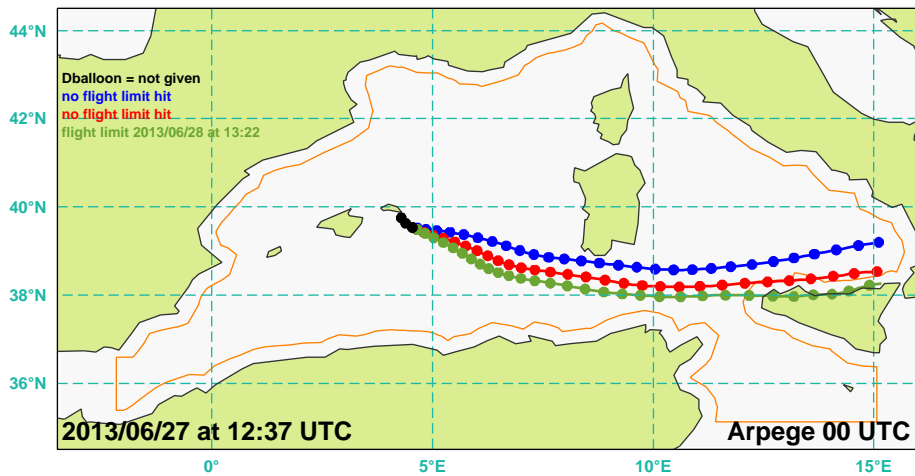 44°N
Dballoon = not given
no flight limit hit
no flight limit hit
flight limit 2013/06/28 at 13:22
42°N
40°N
38°N
36°N
2013/06/27 at 12:37 UTC
Arpege 00 UTC
0°
5°E
10°E
15°E